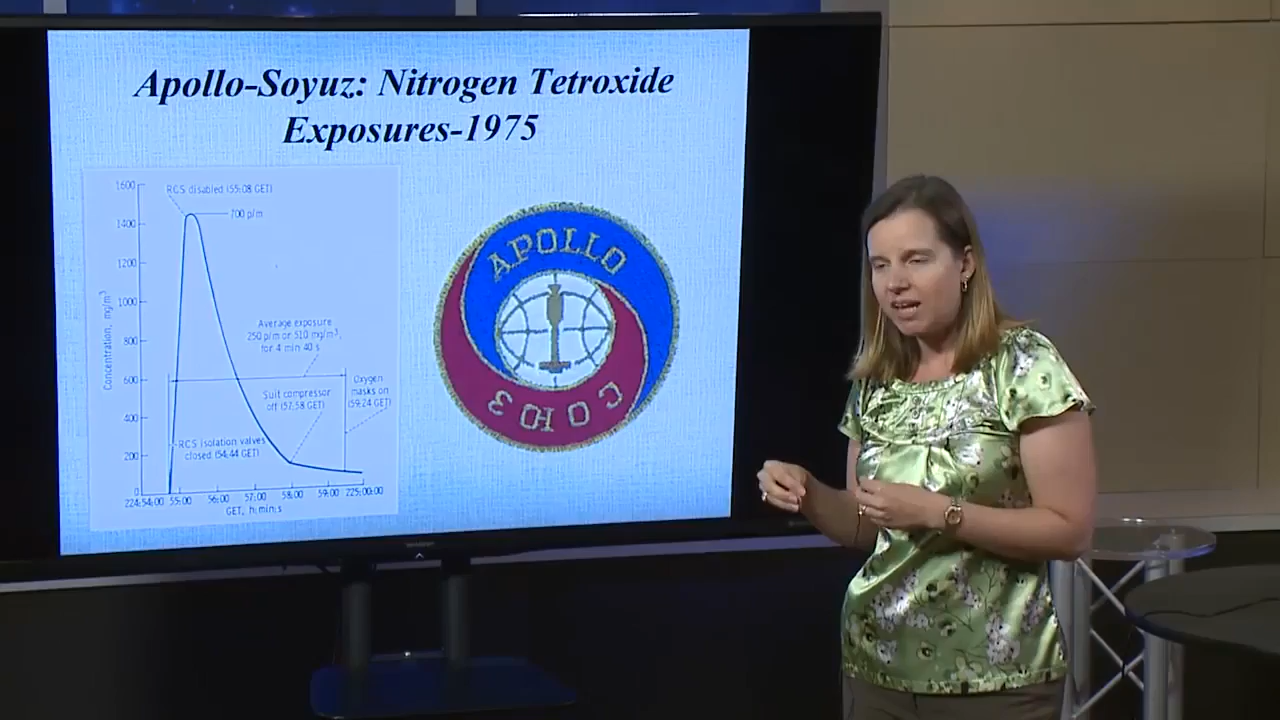 Apollo-Soyuz: Nitrogen Tetroxide
Exposures-1975
1600
RCS disabled (55:08 GET)
1400
700 p/m
1200
Concentration, mg/m³
1000
Average exposure
250 p/m or 510 mg/m³,
for 4 min 40 s
800
600
Oxygen
masks on
(59:24 GET)
Suit compressor
off (57:58 GET)
400
RCS isolation valves
closed (54:44 GET)
200
0
224:54:00 55:00 56:00 57:00 58:00 59:00 225:00:00
GET, h:min:s
APOLLO
СОЮЗ